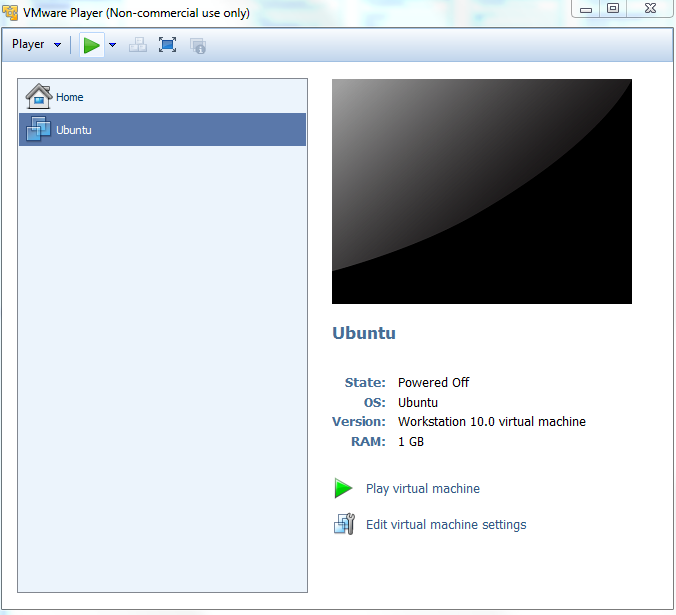 VMware Player (Non-commercial use only)
Player
Home
Ubuntu
Ubuntu
State: Powered Off
OS: Ubuntu
Version: Workstation 10.0 virtual machine
RAM: 1 GB
Play virtual machine
Edit virtual machine settings